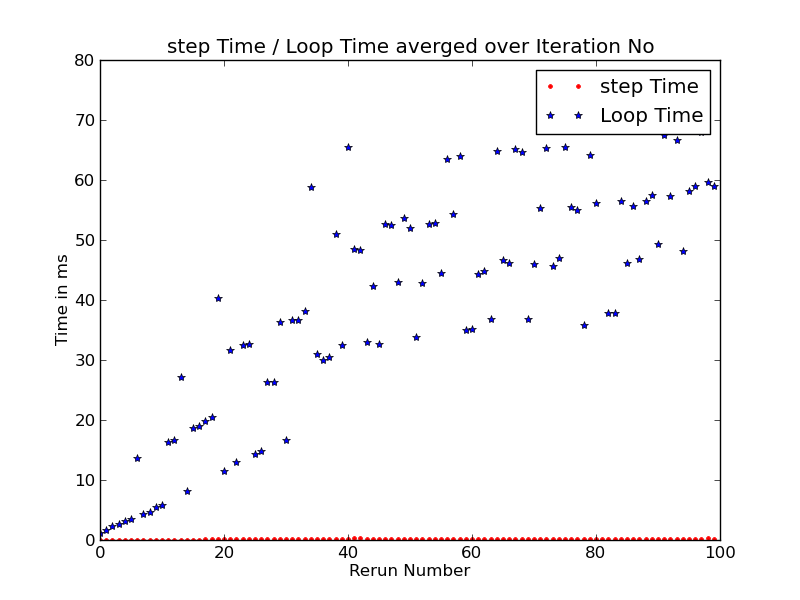 step Time / Loop Time averged over Iteration No
80
step Time
Loop Time
70
60
50
40
30
20
10
0
Time in ms
0 20 40 60 80 100
Rerun Number